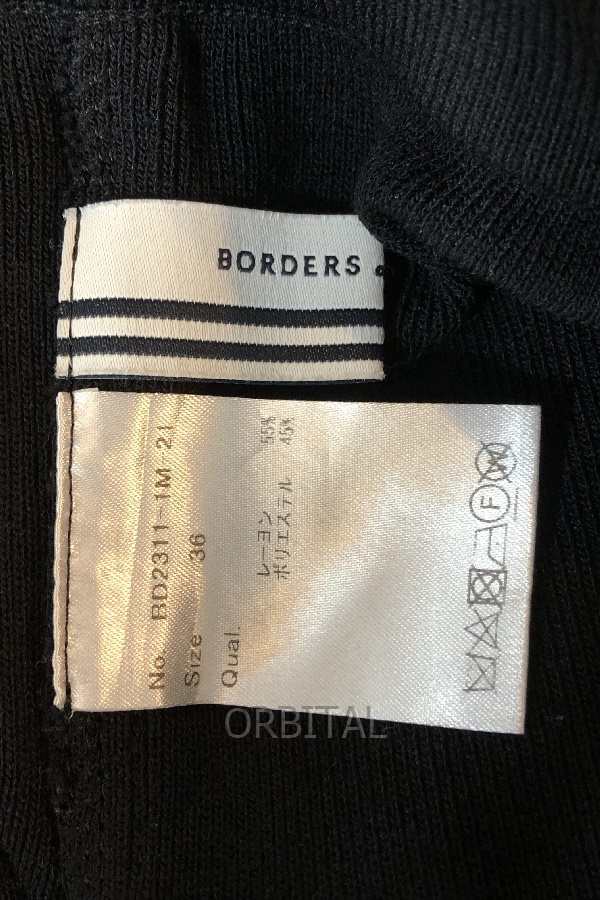 BORDERS
No. BD2311-1M 21
Size 36
Qual.
レーヨン 55%
ポリエステル 45%
F
W
ORBITAL